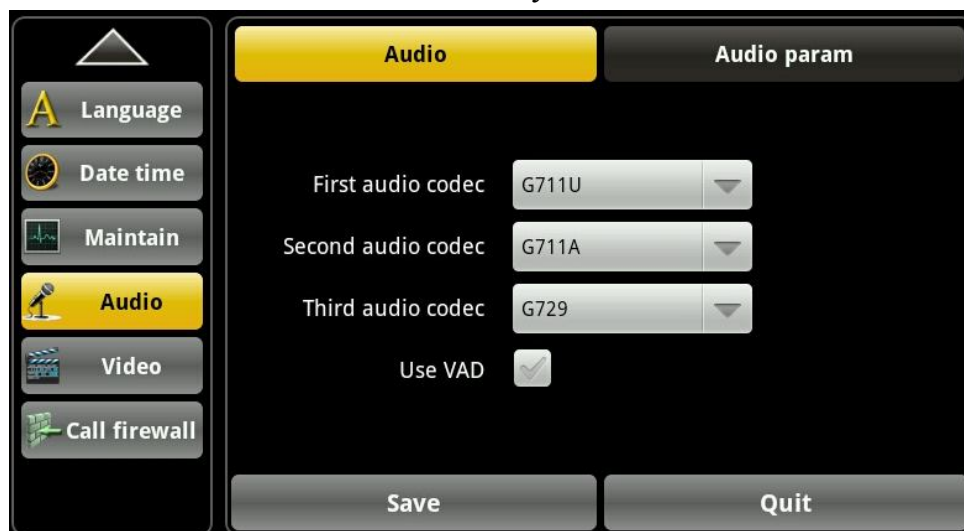 Audio
Audio param
Language
Date time
Maintain
Audio
Video
Call firewall
First audio codec G711U
Second audio codec G711A
Third audio codec G729
Use VAD
Save
Quit